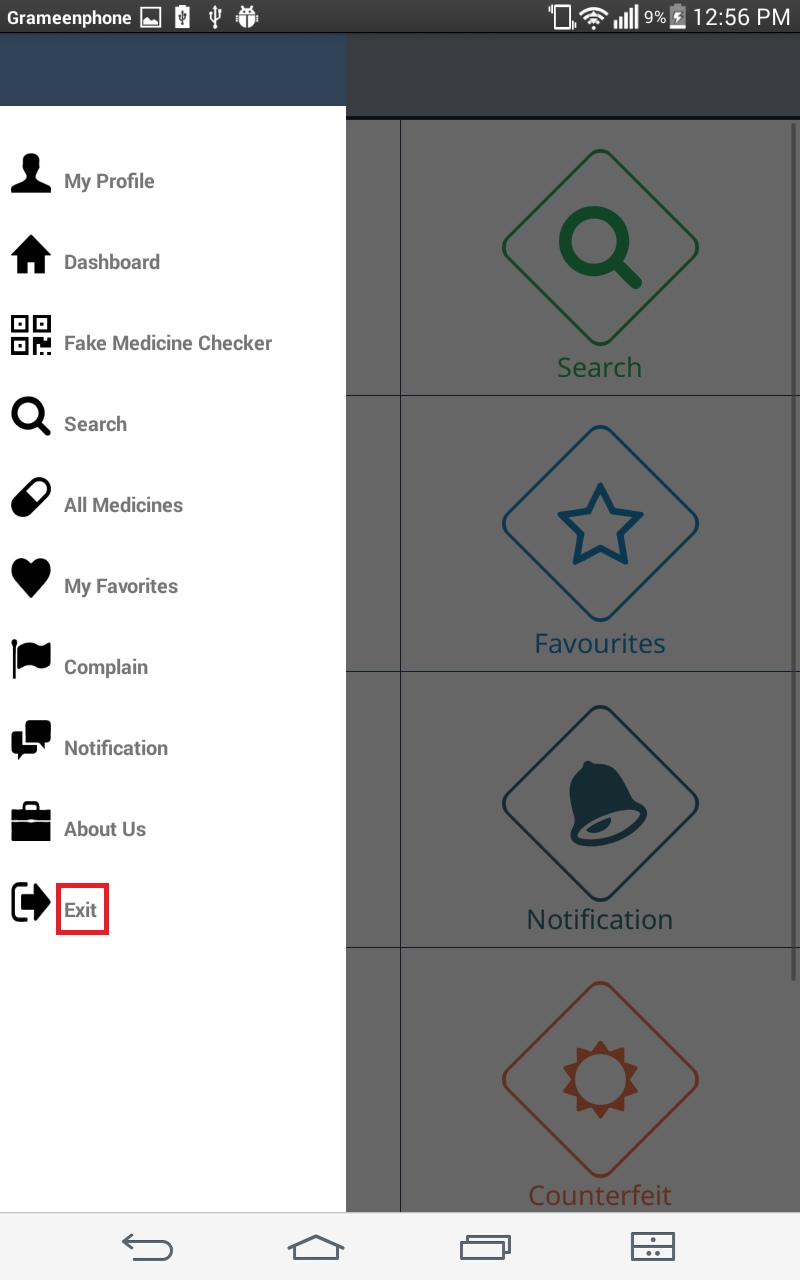 Grameenphone 9% 12:56 PM
My Profile
Dashboard
Fake Medicine Checker
Search
All Medicines
My Favorites
Complain
Notification
About Us
Exit
Search
Favourites
Notification
Counterfeit